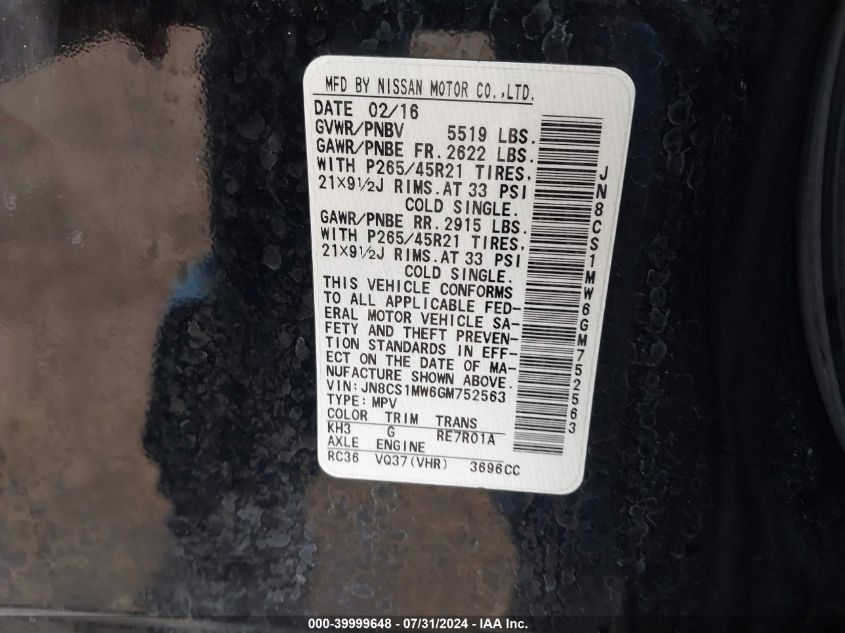 MFD BY NISSAN MOTOR CO.,LTD.
DATE 02/16
GVWR/PNBV 5519 LBS.
GAWR/PNBE FR. 2622 LBS.
WITH P265/45R21 TIRES,
21×9½J RIMS. AT 33 PSI
COLD SINGLE.
GAWR/PNBE RR. 2915 LBS.
WITH P265/45R21 TIRES,
21×9½J RIMS. AT 33 PSI
COLD SINGLE.
THIS VEHICLE CONFORMS
TO ALL APPLICABLE FED-
ERAL MOTOR VEHICLE SA-
FETY AND THEFT PREVEN-
TION STANDARDS IN EFF-
ECT ON THE DATE OF MA-
NUFACTURE SHOWN ABOVE.
VIN: JN8CS1MW6GM752563
TYPE: MPV
COLOR TRIM TRANS
KH3 G RE7R01A
AXLE ENGINE
RC36 VQ37(VHR) 3696CC
JN8CS1MW6GM752563
000-39999648 - 07/31/2024 - IAA Inc.